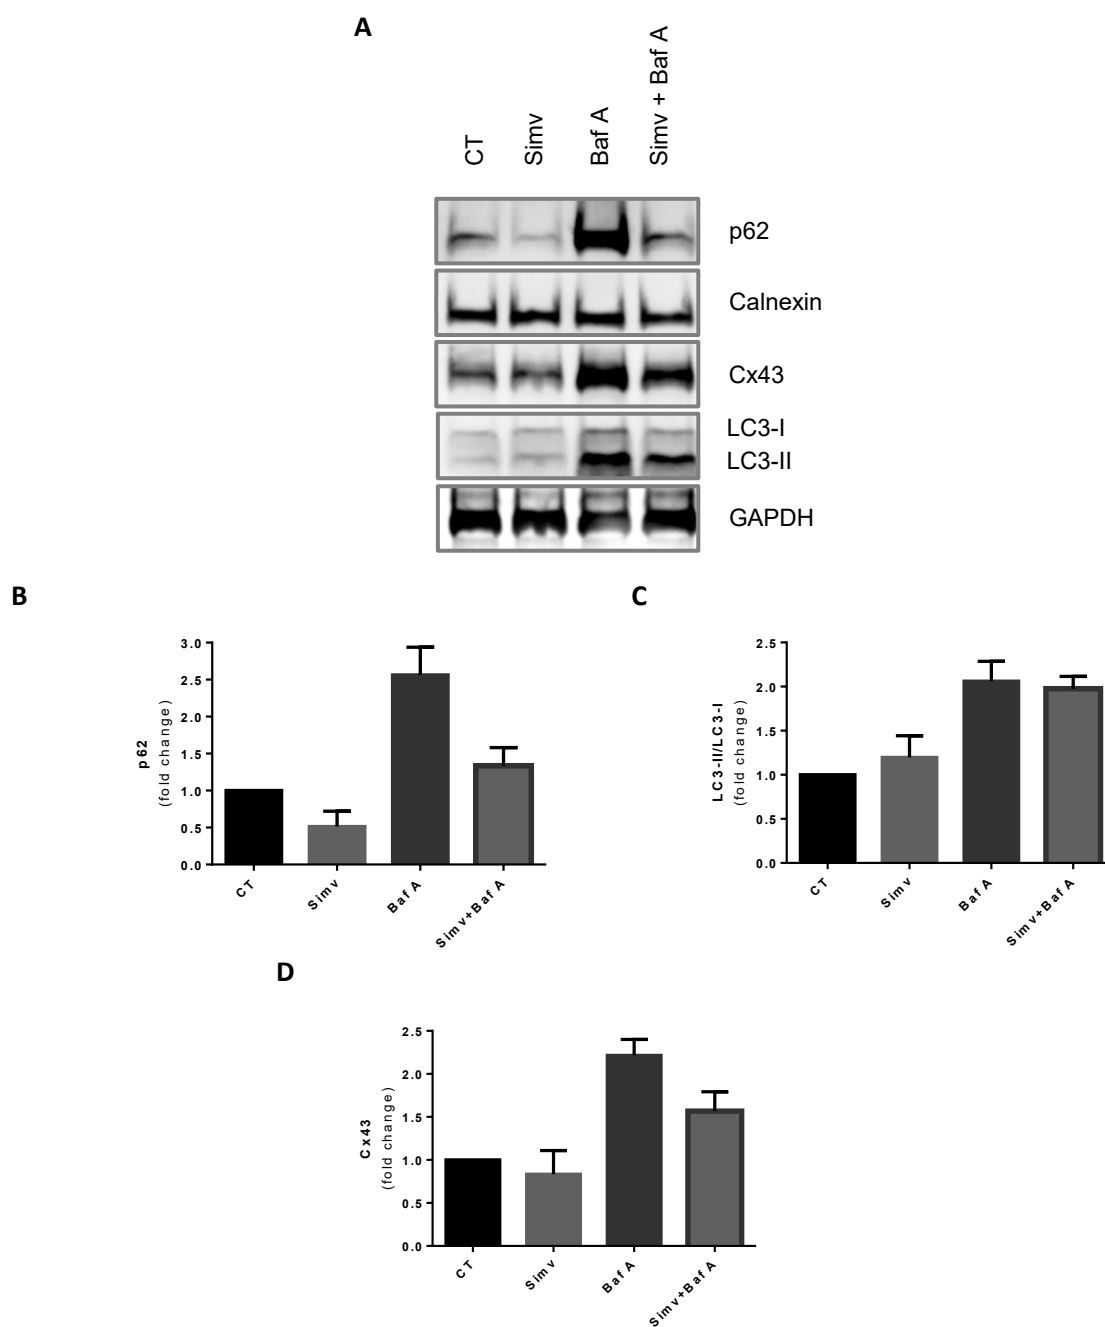 A
CT
Simv
Baf A
Simv + Baf A
p62
Calnexin
Cx43
LC3-I
LC3-II
GAPDH
B
p62
(fold change)
3.0
2.5
2.0
1.5
1.0
0.5
0.0
CT
Simv
Baf A
Simv+Baf A
C
LC3-II/LC3-I
(fold change)
2.5
2.0
1.5
1.0
0.5
0.0
CT
Simv
Baf A
Simv+Baf A
D
Cx43
(fold change)
2.5
2.0
1.5
1.0
0.5
0.0
CT
Simv
Baf A
Simv+Baf A